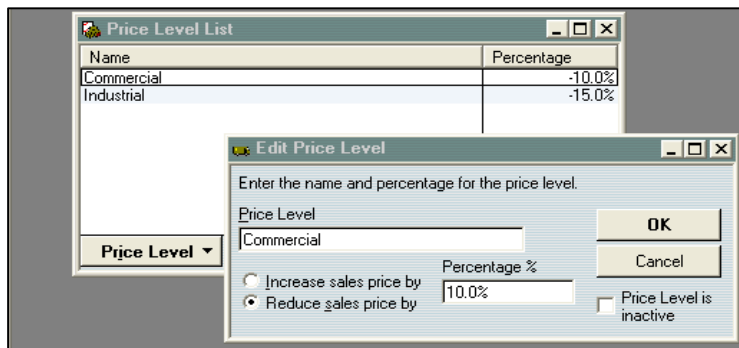 Price Level List
Name Percentage
Commercial -10.0%
Industrial -15.0%
Price Level
Edit Price Level
Enter the name and percentage for the price level.
Price Level
Commercial
Increase sales price by
Reduce sales price by
Percentage %
10.0%
OK
Cancel
Price Level is
inactive